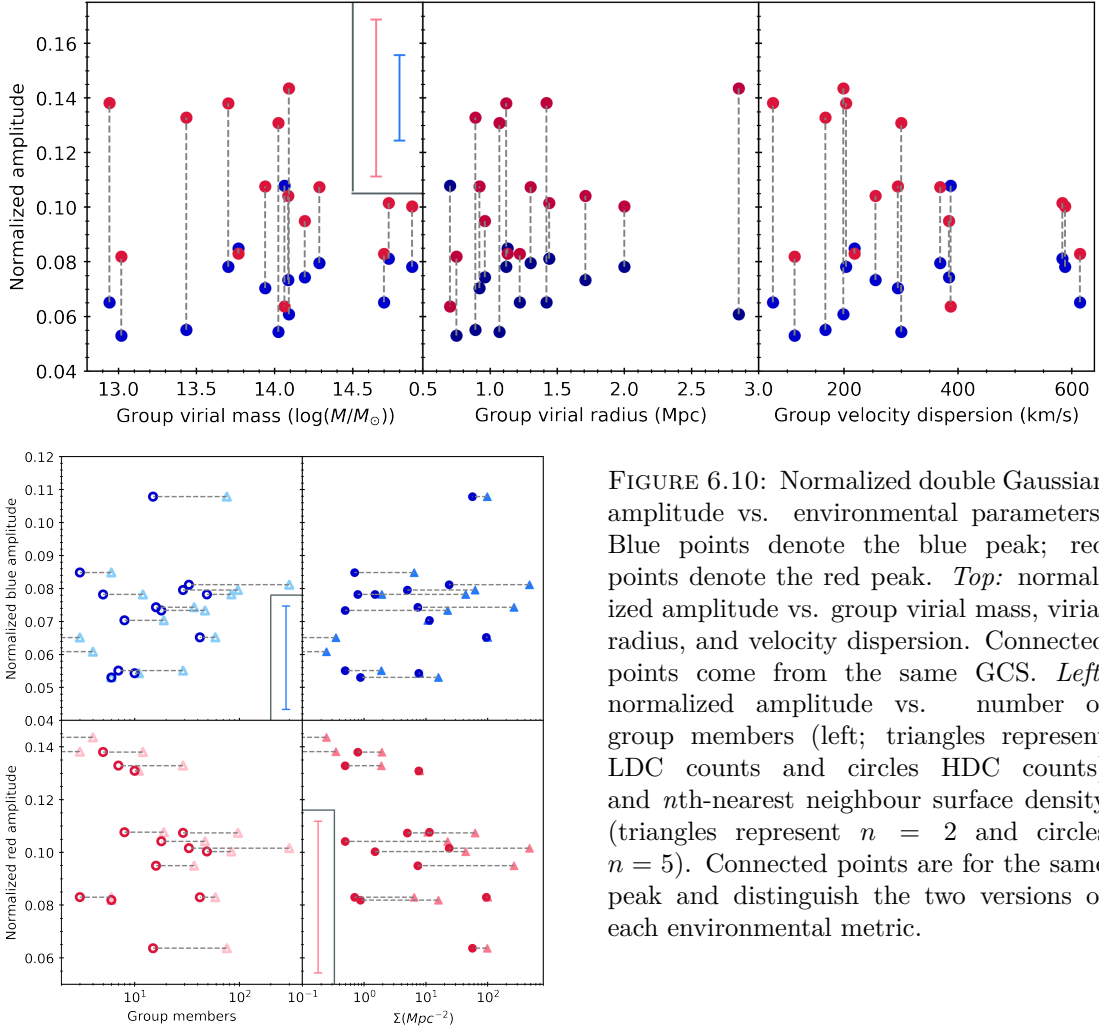 0.16
0.14
0.12
0.10
0.08
0.06
0.04
Normalized amplitude
13.0 13.5 14.0 14.5 0.5 1.0 1.5 2.0 2.5 3.0 200 400 600
Group virial mass (log(M/M⊙)) Group virial radius (Mpc) Group velocity dispersion (km/s)
0.12
0.11
0.10
0.09
0.08
0.07
0.06
0.05
0.04
Normalized blue amplitude
0.14
0.12
0.10
0.08
0.06
Normalized red amplitude
10¹ 10² 10⁻¹ 10⁰ 10¹ 10²
Group members Σ(Mpc⁻²)
FIGURE 6.10: Normalized double Gaussian
amplitude vs. environmental parameters
Blue points denote the blue peak; red
points denote the red peak. Top: normal
ized amplitude vs. group virial mass, virial
radius, and velocity dispersion. Connected
points come from the same GCS. Left
normalized amplitude vs. number o
group members (left; triangles represent
LDC counts and circles HDC counts)
and nth-nearest neighbour surface density
(triangles represent n = 2 and circles
n = 5). Connected points are for the same
peak and distinguish the two versions o
each environmental metric.